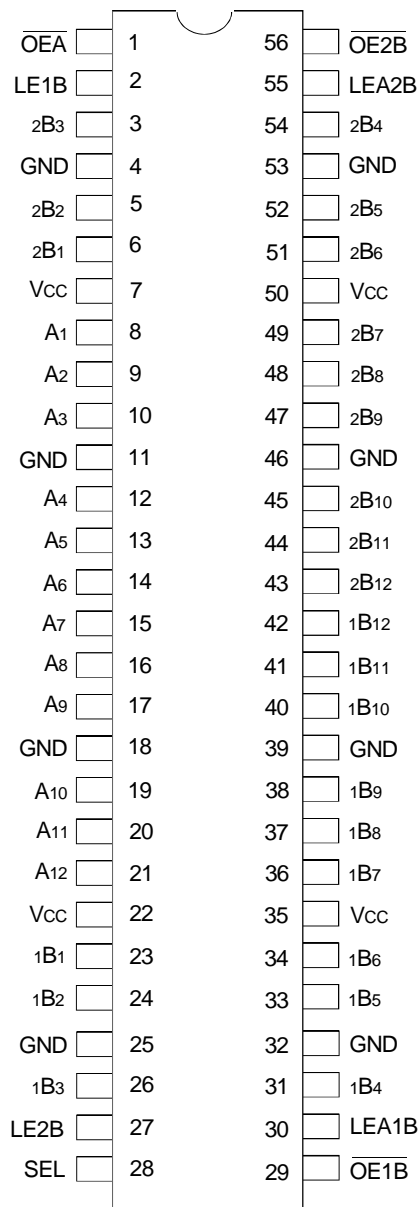 OEA 1 56 OE2B
LE1B 2 55 LEA2B
2B3 3 54 2B4
GND 4 53 GND
2B2 5 52 2B5
2B1 6 51 2B6
VCC 7 50 VCC
A1 8 49 2B7
A2 9 48 2B8
A3 10 47 2B9
GND 11 46 GND
A4 12 45 2B10
A5 13 44 2B11
A6 14 43 2B12
A7 15 42 1B12
A8 16 41 1B11
A9 17 40 1B10
GND 18 39 GND
A10 19 38 1B9
A11 20 37 1B8
A12 21 36 1B7
VCC 22 35 VCC
1B1 23 34 1B6
1B2 24 33 1B5
GND 25 32 GND
1B3 26 31 1B4
LE2B 27 30 LEA1B
SEL 28 29 OE1B